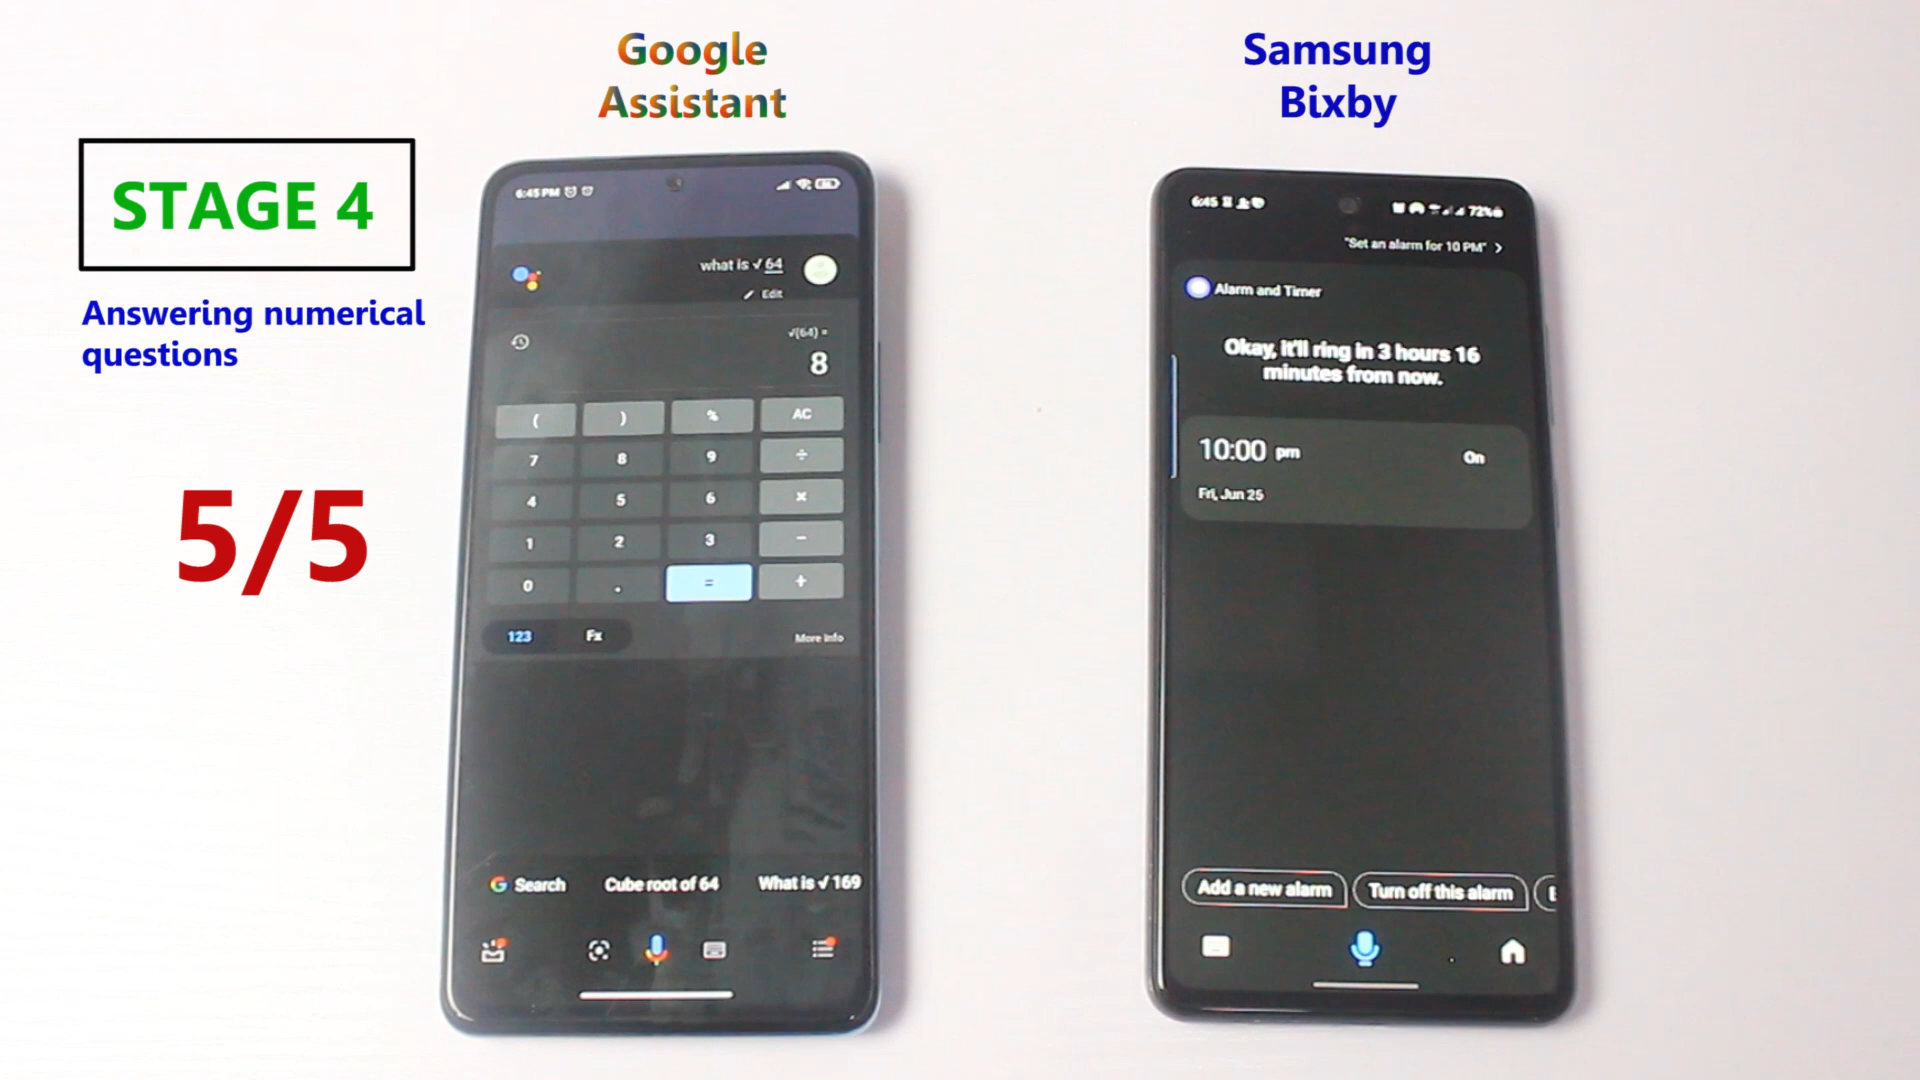 Google
Assistant
Samsung
Bixby
STAGE 4
Answering numerical
questions
5/5
6:45 PM
what is √ 64
Edit
√(64) =
8
( ) % AC
7 8 9 ÷
4 5 6 ×
1 2 3 −
0 . = +
123 Fx
More info
Search
Cube root of 64
What is √ 169
6:45
72%
"Set an alarm for 10 PM" >
Alarm and Timer
Okay, it'll ring in 3 hours 16
minutes from now.
10:00 pm
On
Fri, Jun 25
Add a new alarm
Turn off this alarm